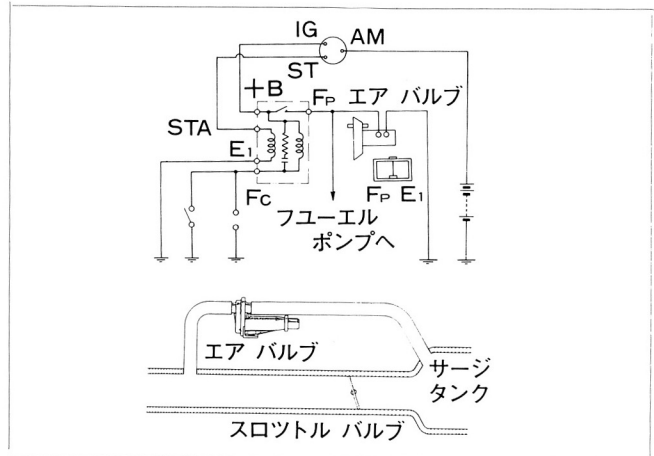 IG
AM
ST
+B
FP
エア バルブ
STA
E1
FP E1
FC
フユーエル
ポンプへ
エア バルブ
サージ
タンク
スロツトル バルブ